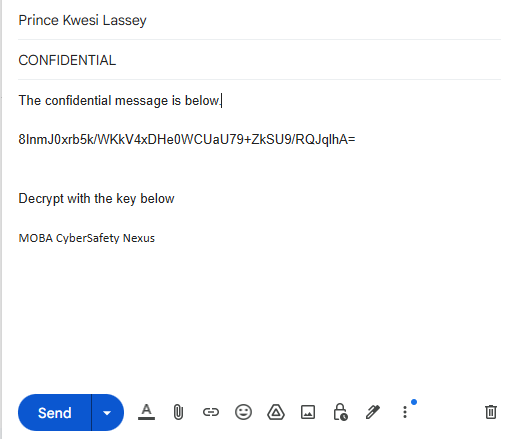 Prince Kwesi Lassey
CONFIDENTIAL
The confidential message is below.
8lnmJ0xrb5k/WKkV4xDHe0WCUaU79+ZkSU9/RQJqlhA=
Decrypt with the key below
MOBA CyberSafety Nexus
Send